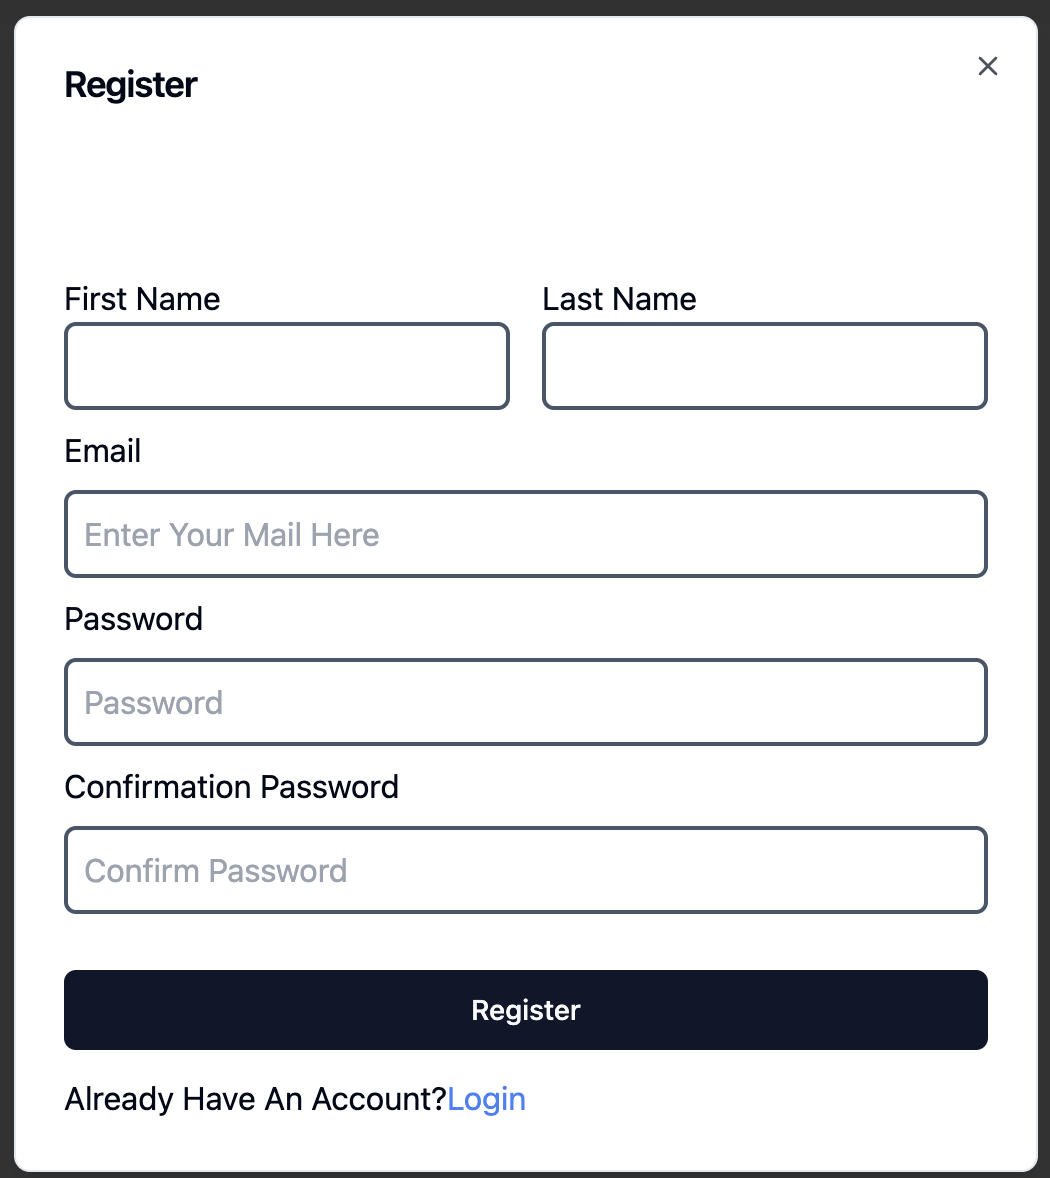 Register
First Name
Last Name
Email
Enter Your Mail Here
Password
Password
Confirmation Password
Confirm Password
Register
Already Have An Account?Login